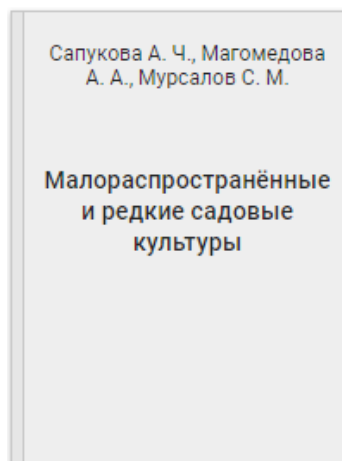 Сапукова А. Ч., Магомедова
А. А., Мурсалов С. М.
Малораспространённые
и редкие садовые
культуры